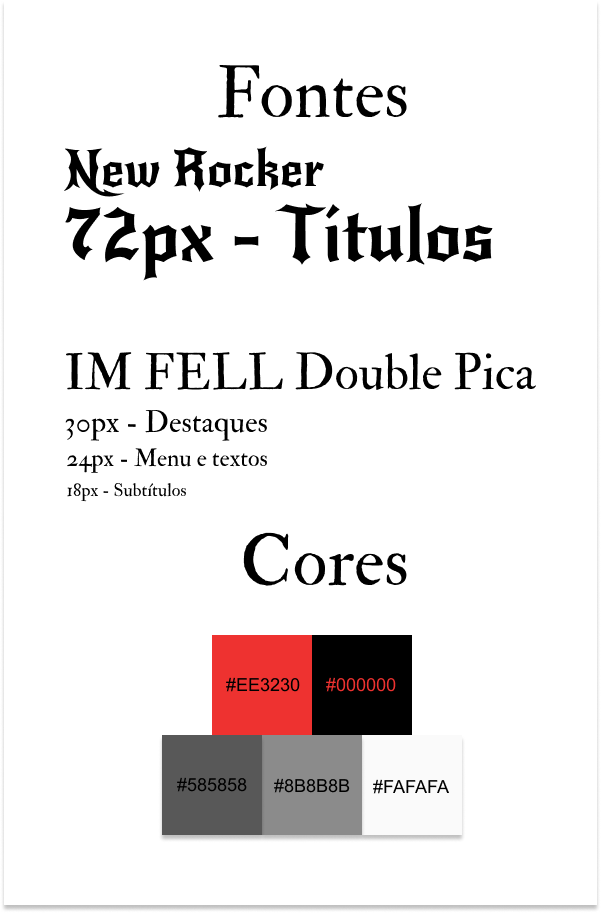 Fontes
New Rocker
72px - Títulos
IM FELL Double Pica
30px - Destaques
24px - Menu e textos
18px - Subtítulos
Cores
#EE3230 #000000
#585858 #8B8B8B #FAFAFA